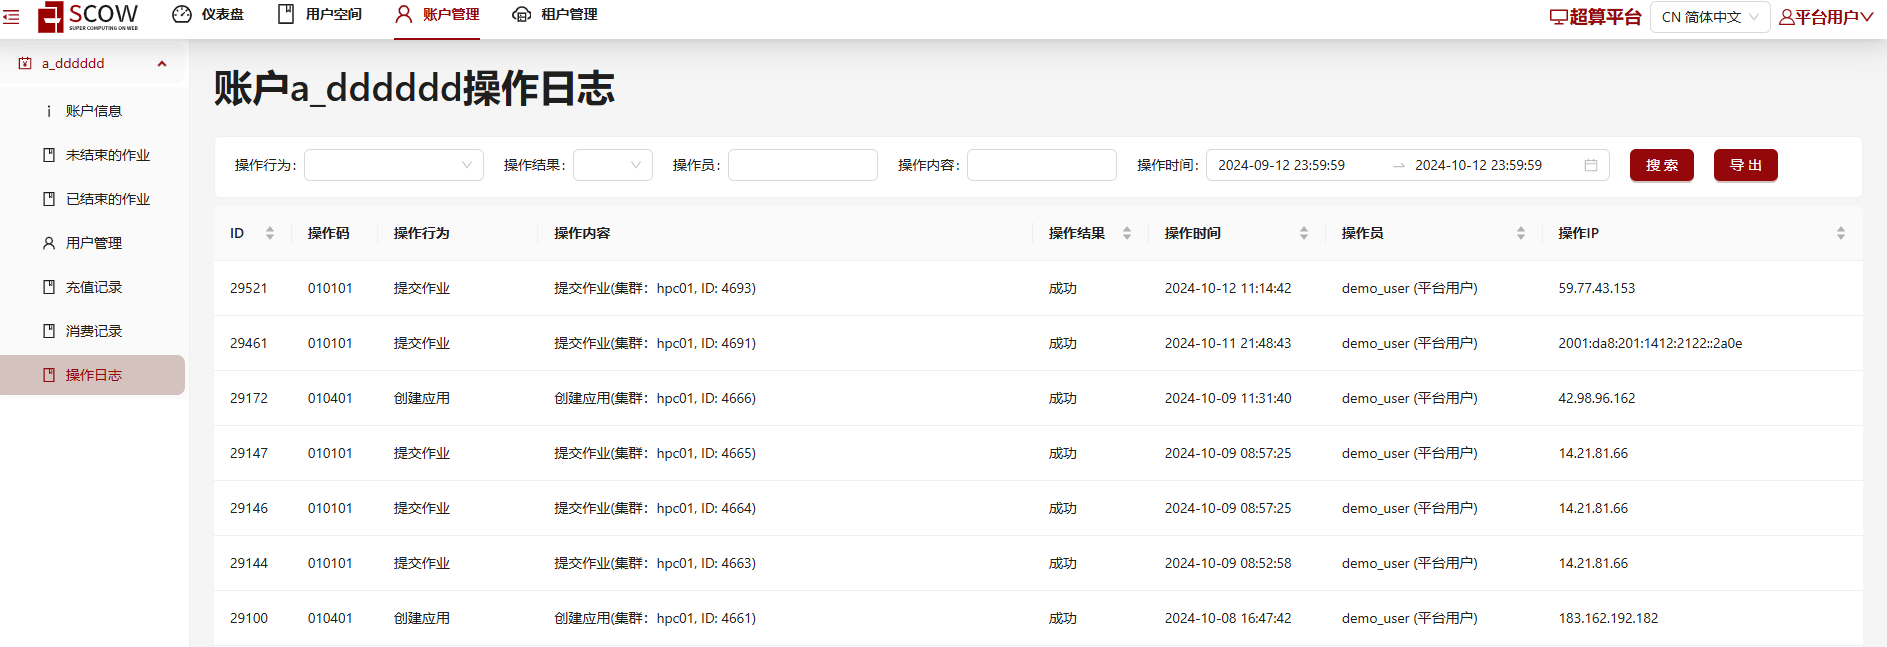 SCOW
SUPER COMPUTING ON WEB
仪表盘 用户空间 账户管理 租户管理 超算平台 CN 简体中文 平台用户
a_dddddd
账户信息
未结束的作业
已结束的作业
用户管理
充值记录
消费记录
操作日志
账户a_dddddd操作日志
操作行为: 操作结果: 操作员: 操作内容: 操作时间: 2024-09-12 23:59:59 → 2024-10-12 23:59:59 搜 索 导 出
ID 操作码 操作行为 操作内容 操作结果 操作时间 操作员 操作IP
29521 010101 提交作业 提交作业(集群：hpc01, ID: 4693) 成功 2024-10-12 11:14:42 demo_user (平台用户) 59.77.43.153
29461 010101 提交作业 提交作业(集群：hpc01, ID: 4691) 成功 2024-10-11 21:48:43 demo_user (平台用户) 2001:da8:201:1412:2122::2a0e
29172 010401 创建应用 创建应用(集群：hpc01, ID: 4666) 成功 2024-10-09 11:31:40 demo_user (平台用户) 42.98.96.162
29147 010101 提交作业 提交作业(集群：hpc01, ID: 4665) 成功 2024-10-09 08:57:25 demo_user (平台用户) 14.21.81.66
29146 010101 提交作业 提交作业(集群：hpc01, ID: 4664) 成功 2024-10-09 08:57:25 demo_user (平台用户) 14.21.81.66
29144 010101 提交作业 提交作业(集群：hpc01, ID: 4663) 成功 2024-10-09 08:52:58 demo_user (平台用户) 14.21.81.66
29100 010401 创建应用 创建应用(集群：hpc01, ID: 4661) 成功 2024-10-08 16:47:42 demo_user (平台用户) 183.162.192.182